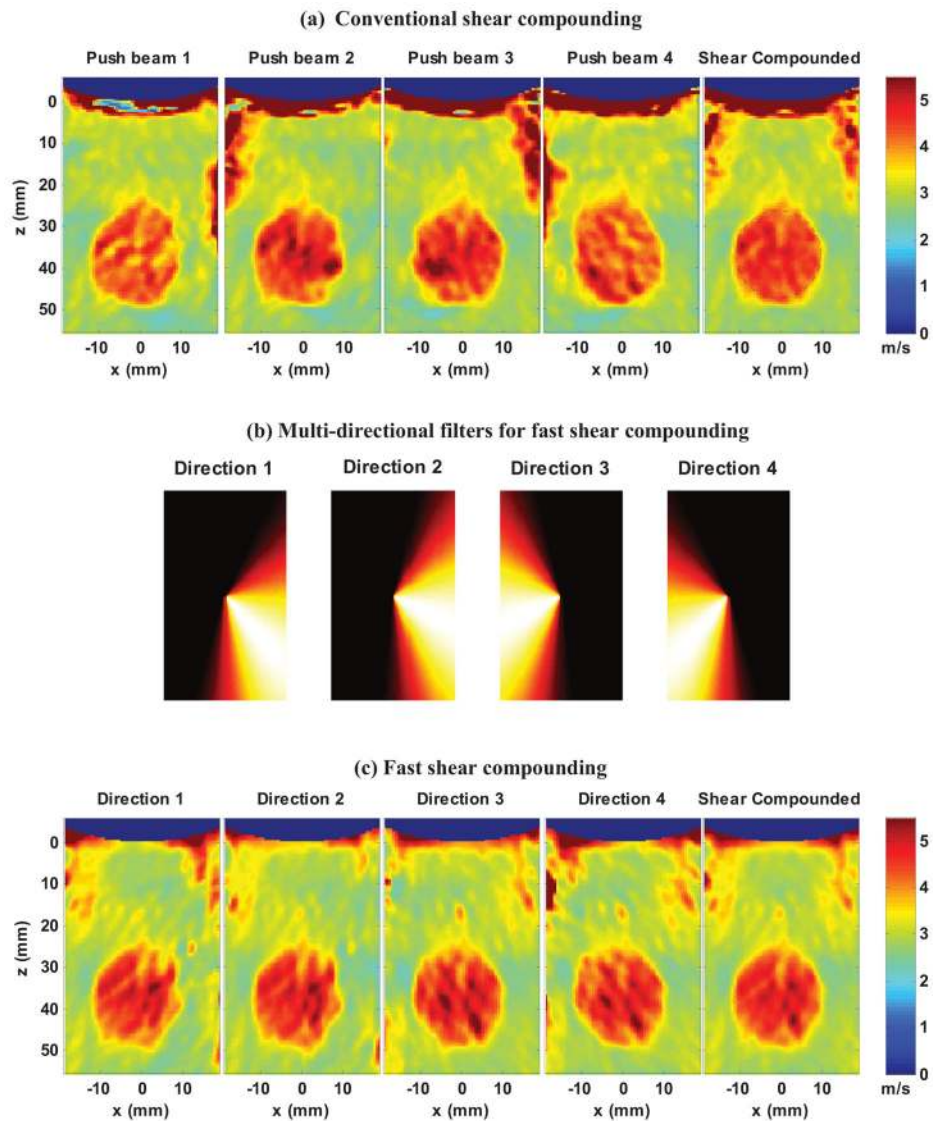 (a) Conventional shear compounding
Push beam 1 Push beam 2 Push beam 3 Push beam 4 Shear Compounded
0
10
20
30
40
50
z (mm)
5
4
3
2
1
0
m/s
-10 0 10 -10 0 10 -10 0 10 -10 0 10 -10 0 10
x (mm) x (mm) x (mm) x (mm) x (mm)
(b) Multi-directional filters for fast shear compounding
Direction 1 Direction 2 Direction 3 Direction 4
(c) Fast shear compounding
Direction 1 Direction 2 Direction 3 Direction 4 Shear Compounded
0
10
20
30
40
50
z (mm)
5
4
3
2
1
0
m/s
-10 0 10 -10 0 10 -10 0 10 -10 0 10 -10 0 10
x (mm) x (mm) x (mm) x (mm) x (mm)